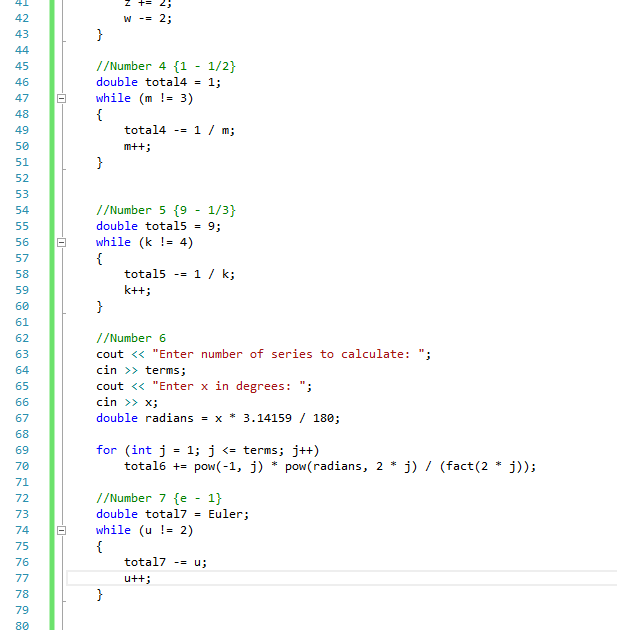 41 z += 2;
42 w -= 2;
43 }
44
45 //Number 4 {1 - 1/2}
46 double total4 = 1;
47 while (m != 3)
48 {
49 total4 -= 1 / m;
50 m++;
51 }
52
53
54 //Number 5 {9 - 1/3}
55 double total5 = 9;
56 while (k != 4)
57 {
58 total5 -= 1 / k;
59 k++;
60 }
61
62 //Number 6
63 cout << "Enter number of series to calculate: ";
64 cin >> terms;
65 cout << "Enter x in degrees: ";
66 cin >> x;
67 double radians = x * 3.14159 / 180;
68
69 for (int j = 1; j <= terms; j++)
70 total6 += pow(-1, j) * pow(radians, 2 * j) / (fact(2 * j));
71
72 //Number 7 {e - 1}
73 double total7 = Euler;
74 while (u != 2)
75 {
76 total7 -= u;
77 u++;
78 }
79
80